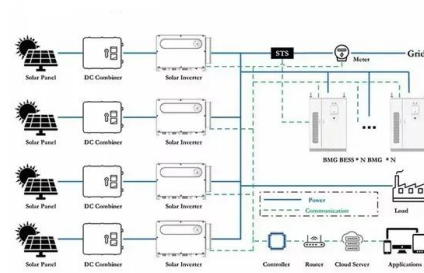 STS
Meter
Grid
Solar Panel DC Combiner Solar Inverter
Solar Panel DC Combiner Solar Inverter
BMG BESS * N BMG * N
Solar Panel DC Combiner Solar Inverter
Power
Communication
Load
Solar Panel DC Combiner Solar Inverter
Controller Router Cloud Server Applications